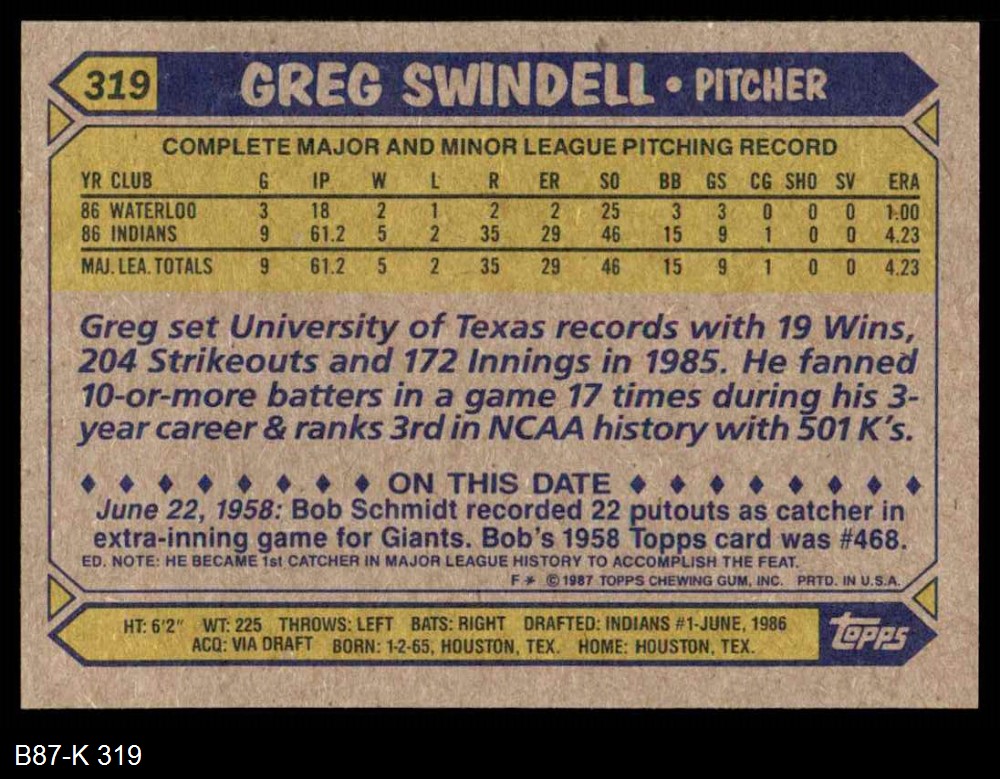 319 GREG SWINDELL • PITCHER
COMPLETE MAJOR AND MINOR LEAGUE PITCHING RECORD
YR CLUB G IP W L R ER SO BB GS CG SHO SV ERA
86 WATERLOO 3 18 2 1 2 2 25 3 3 0 0 0 1.00
86 INDIANS 9 61.2 5 2 35 29 46 15 9 1 0 0 4.23
MAJ. LEA. TOTALS 9 61.2 5 2 35 29 46 15 9 1 0 0 4.23
Greg set University of Texas records with 19 Wins,
204 Strikeouts and 172 Innings in 1985. He fanned
10-or-more batters in a game 17 times during his 3-
year career & ranks 3rd in NCAA history with 501 K's.
♦ ♦ ♦ ♦ ♦ ♦ ♦ ♦ ON THIS DATE ♦ ♦ ♦ ♦ ♦ ♦ ♦ ♦
June 22, 1958: Bob Schmidt recorded 22 putouts as catcher in
extra-inning game for Giants. Bob's 1958 Topps card was #468.
ED. NOTE: HE BECAME 1st CATCHER IN MAJOR LEAGUE HISTORY TO ACCOMPLISH THE FEAT.
F * © 1987 TOPPS CHEWING GUM, INC. PRTD. IN U.S.A.
HT: 6'2" WT: 225 THROWS: LEFT BATS: RIGHT DRAFTED: INDIANS #1-JUNE, 1986
ACQ: VIA DRAFT BORN: 1-2-65, HOUSTON, TEX. HOME: HOUSTON, TEX.
topps
B87-K 319